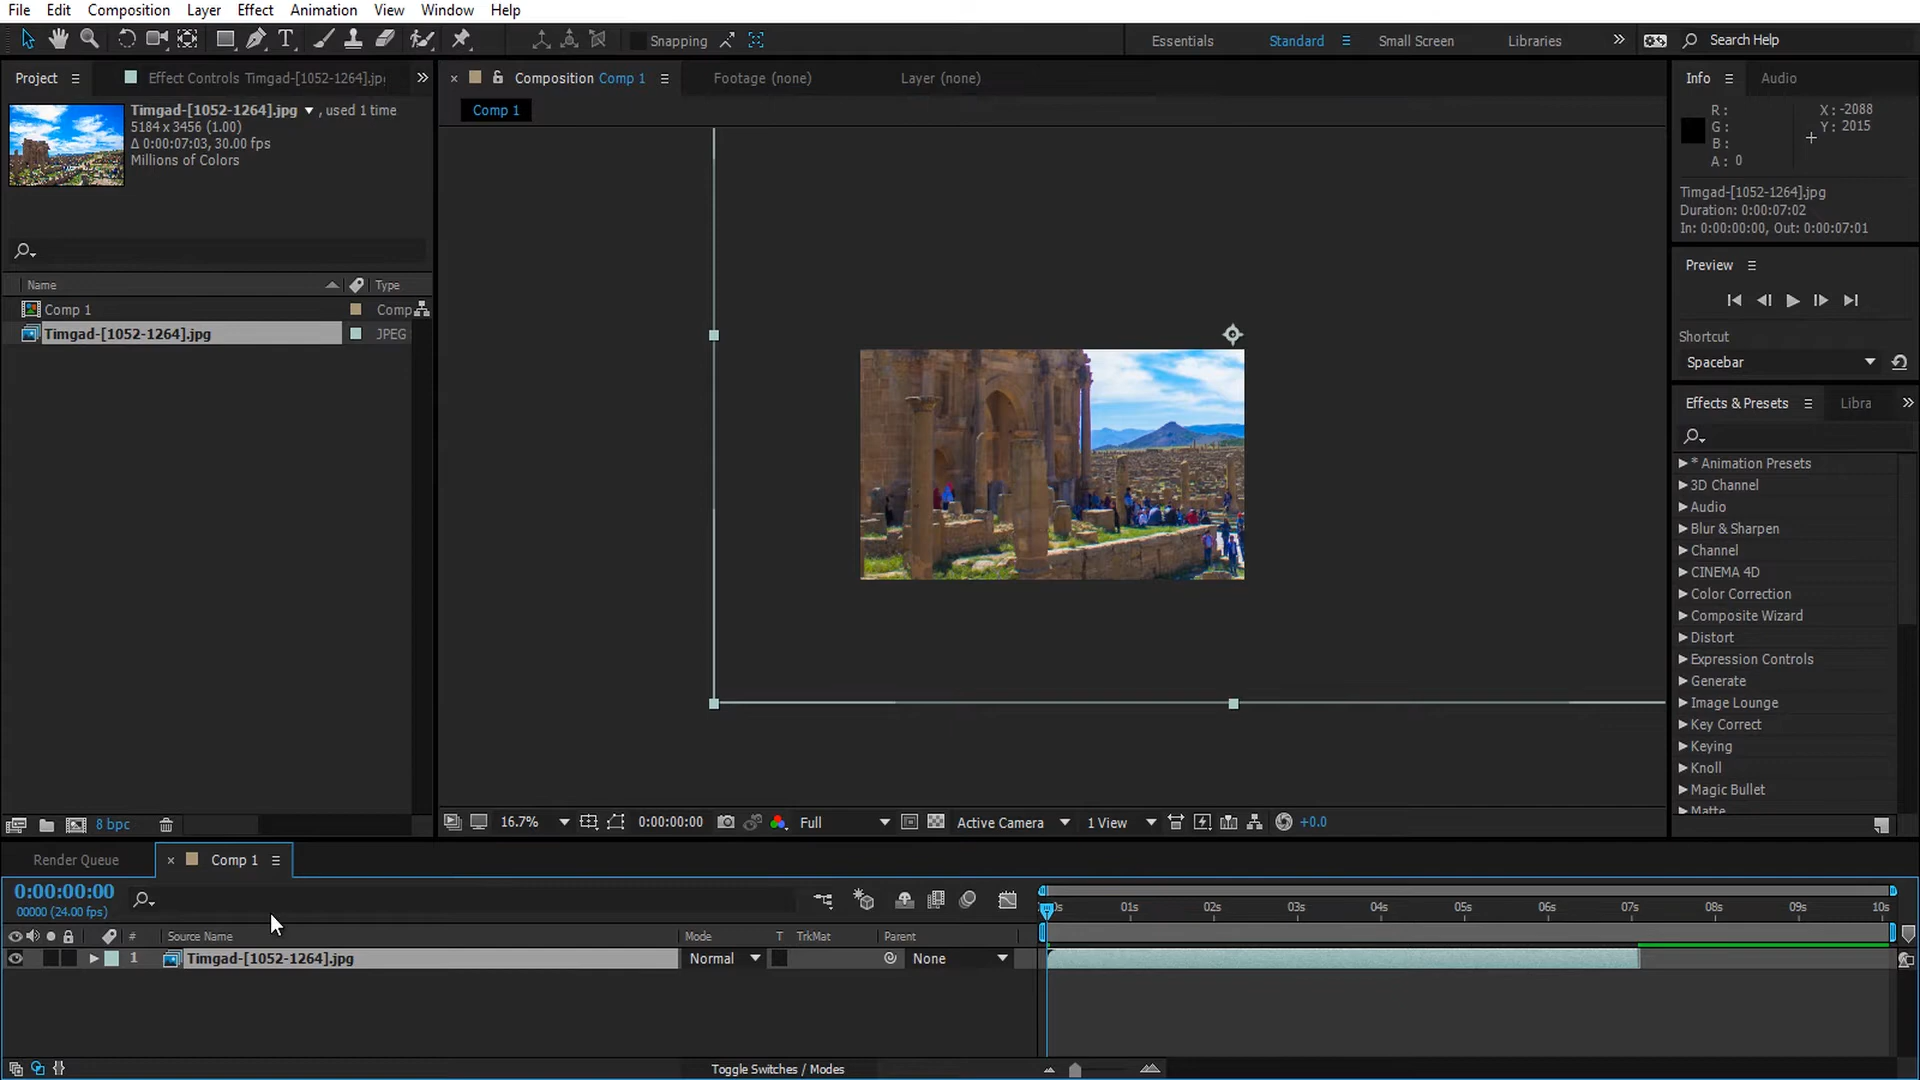 File Edit Composition Layer Effect Animation View Window Help
Snapping Essentials Standard Small Screen Libraries Search Help
Project Effect Controls Timgad-[1052-1264].jpg
Timgad-[1052-1264].jpg , used 1 time
5184 x 3456 (1.00)
Δ 0:00:07:03, 30.00 fps
Millions of Colors
Name Type
Comp 1 Comp
Timgad-[1052-1264].jpg JPEG
8 bpc
Composition Comp 1 Footage (none) Layer (none)
Comp 1
16.7% 0:00:00:00 Full Active Camera 1 View +0.0
Info Audio
R: X: -2088
G: Y: 2015
B:
A: 0
Timgad-[1052-1264].jpg
Duration: 0:00:07:02
In: 0:00:00:00, Out: 0:00:07:01
Preview
Shortcut
Spacebar
Effects & Presets Libra
* Animation Presets
3D Channel
Audio
Blur & Sharpen
Channel
CINEMA 4D
Color Correction
Composite Wizard
Distort
Expression Controls
Generate
Image Lounge
Key Correct
Keying
Knoll
Magic Bullet
Matte
Render Queue Comp 1
0:00:00:00
00000 (24.00 fps)
0s 01s 02s 03s 04s 05s 06s 07s 08s 09s 10s
# Source Name Mode T TrkMat Parent
1 Timgad-[1052-1264].jpg Normal None
Toggle Switches / Modes